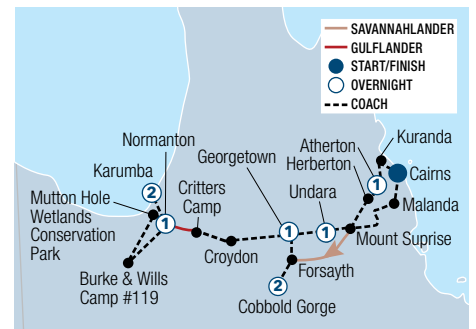 SAVANNAHLANDER
GULFLANDER
START/FINISH
OVERNIGHT
COACH
Kuranda
Normanton
Atherton
Karumba
Georgetown
Herberton
1
Cairns
2
Critters
Camp
Undara
Malanda
Mutton Hole
Wetlands
Conservation
Park
1
1
1
Mount Suprise
Croydon
Forsayth
Burke & Wills
Camp #119
2
Cobbold Gorge